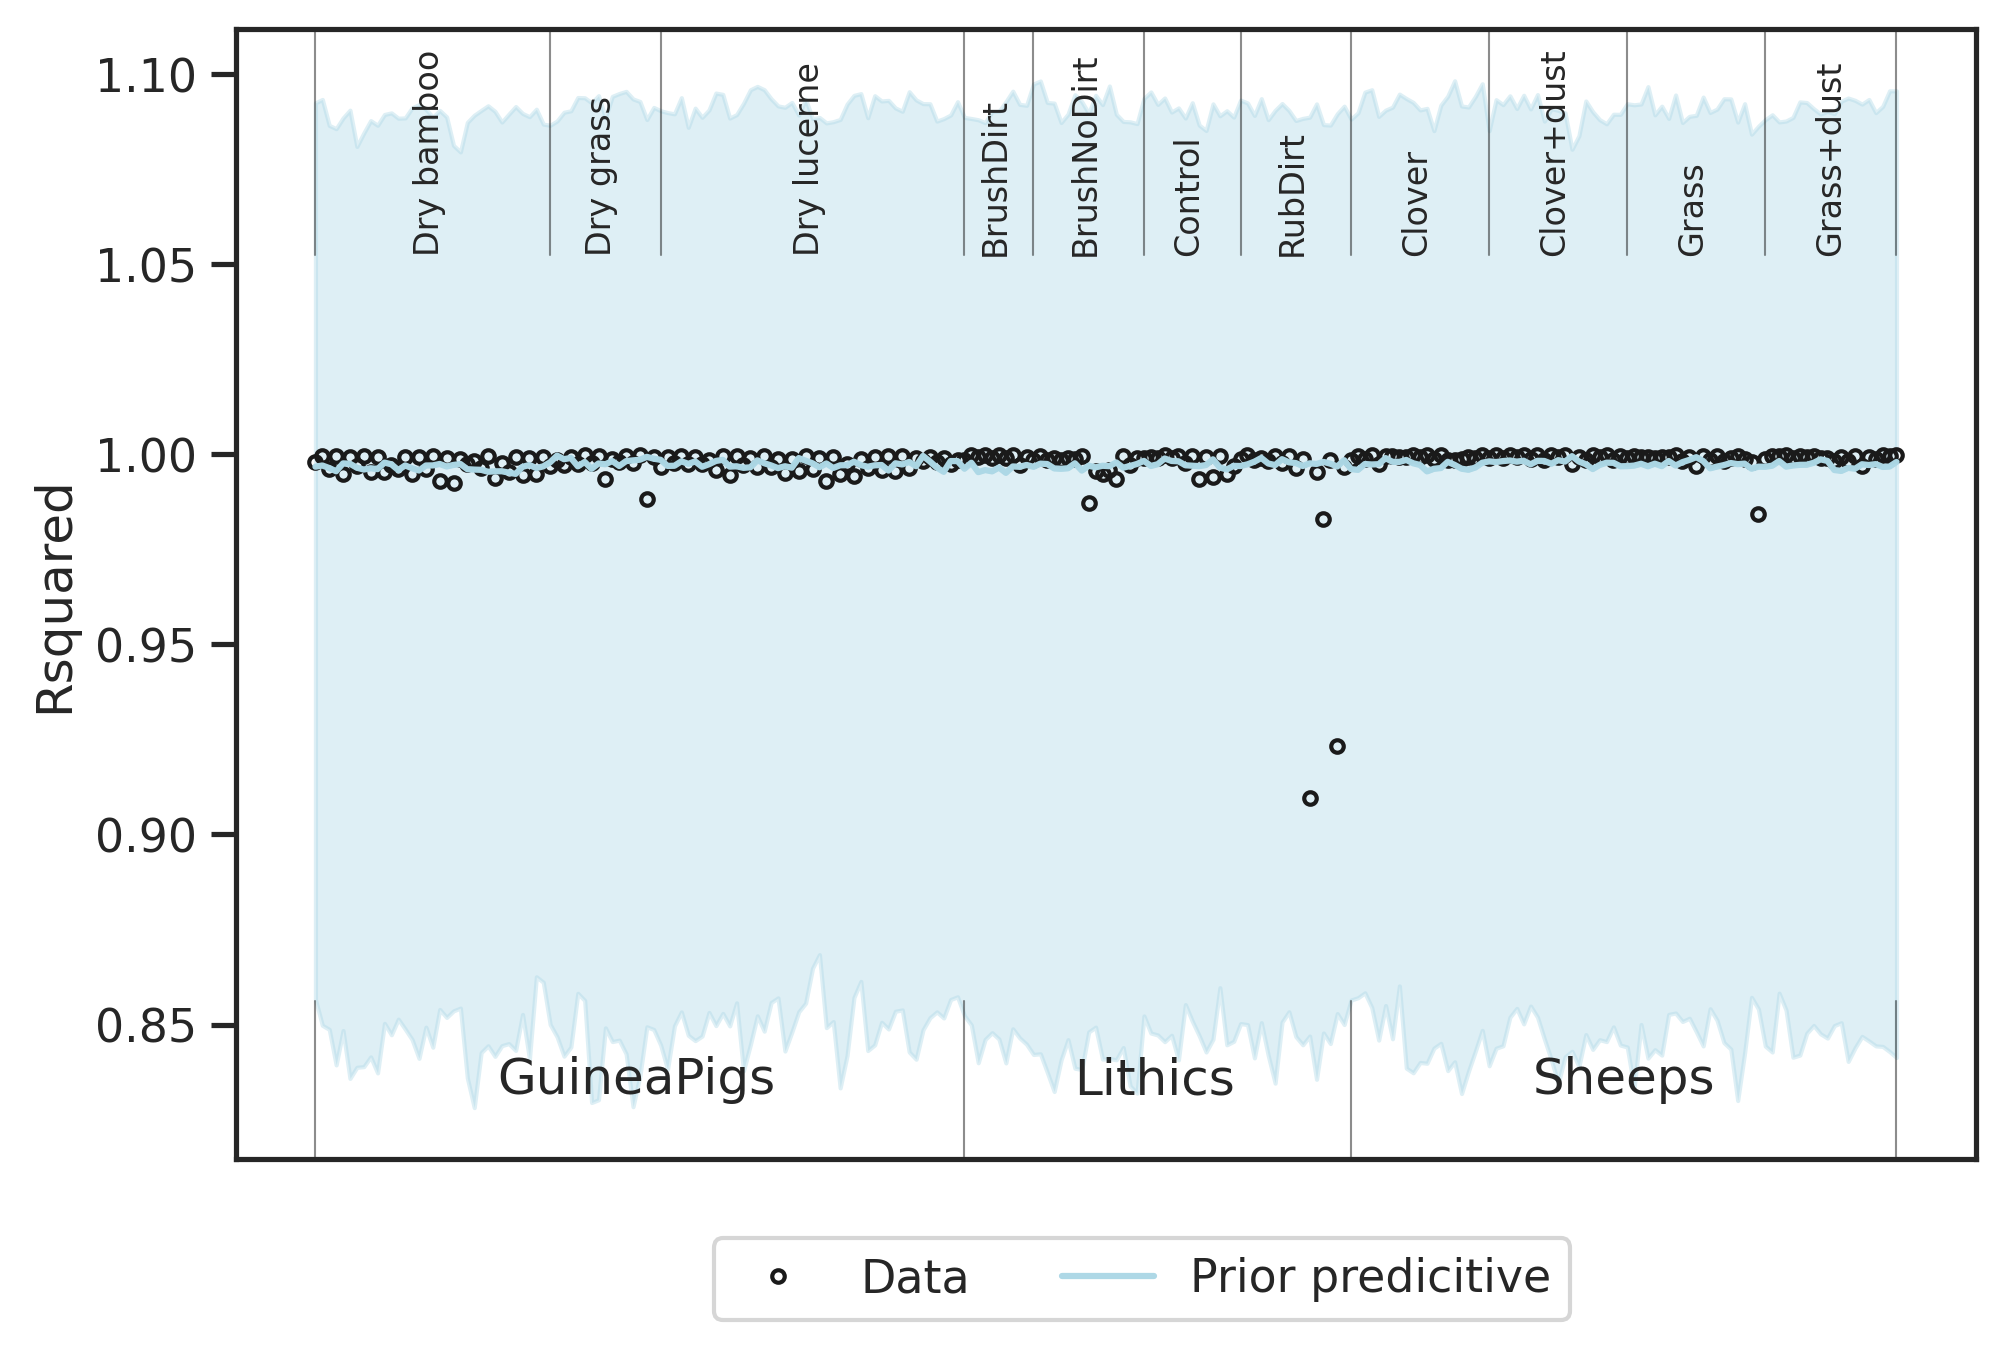 1.10
1.05
1.00
0.95
0.90
0.85
Rsquared
Dry bamboo
Dry grass
Dry lucerne
BrushDirt
BrushNoDirt
Control
RubDirt
Clover
Clover+dust
Grass
Grass+dust
GuineaPigs
Lithics
Sheeps
Data
Prior predicitive